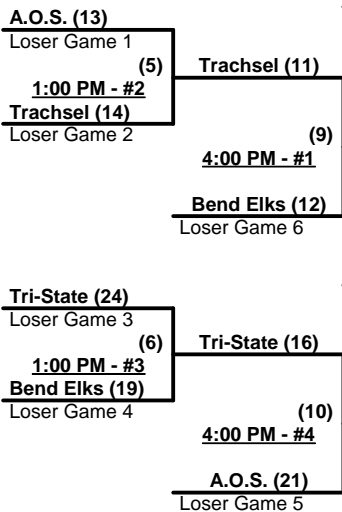 A.O.S. (13)
Loser Game 1
(5)
1:00 PM - #2
Trachsel (14)
Loser Game 2
Trachsel (11)
(9)
4:00 PM - #1
Bend Elks (12)
Loser Game 6
Tri-State (24)
Loser Game 3
(6)
1:00 PM - #3
Bend Elks (19)
Loser Game 4
Tri-State (16)
(10)
4:00 PM - #4
A.O.S. (21)
Loser Game 5